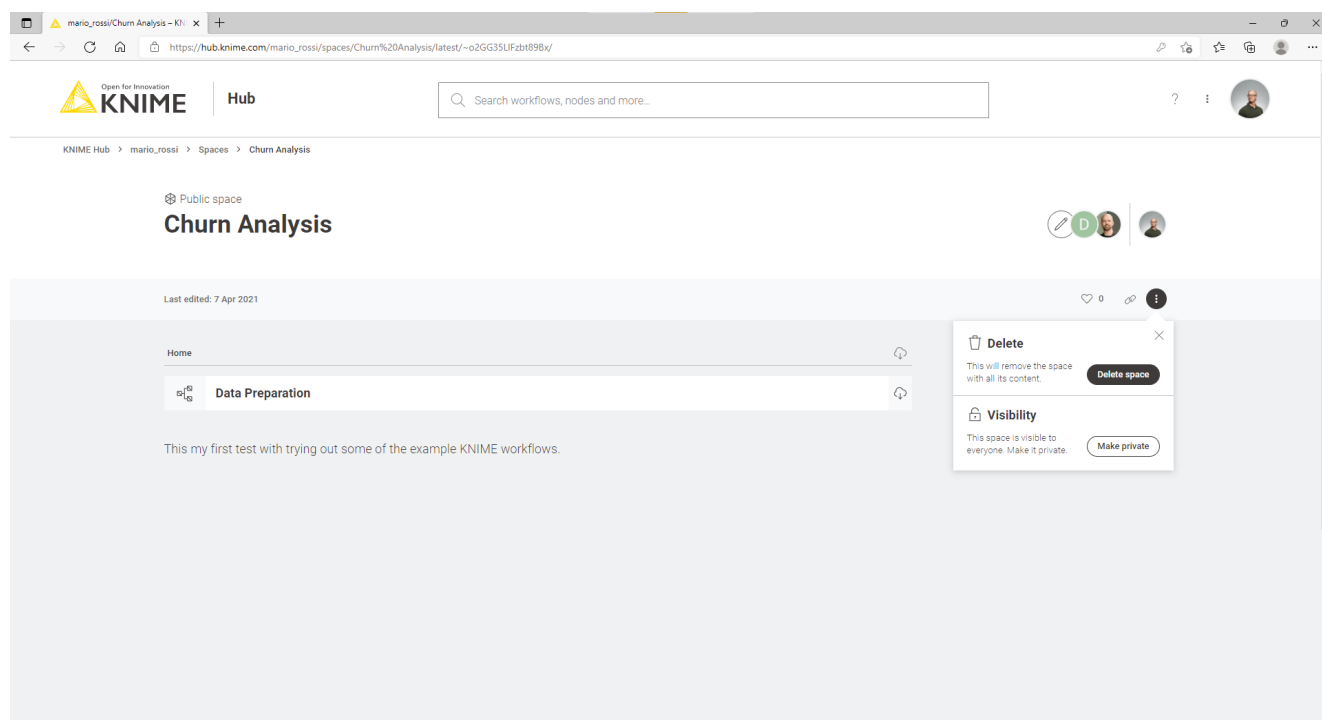 mario_rossi/Churn Analysis – KN
https://hub.knime.com/mario_rossi/spaces/Churn%20Analysis/latest/~o2GG35LIFzbt89Bx/
Open for Innovation
KNIME
Hub
Search workflows, nodes and more...
?
KNIME Hub > mario_rossi > Spaces > Churn Analysis
Public space
Churn Analysis
D
Last edited: 7 Apr 2021
0
Home
Data Preparation
This my first test with trying out some of the example KNIME workflows.
Delete
This will remove the space
with all its content.
Delete space
Visibility
This space is visible to
everyone. Make it private.
Make private